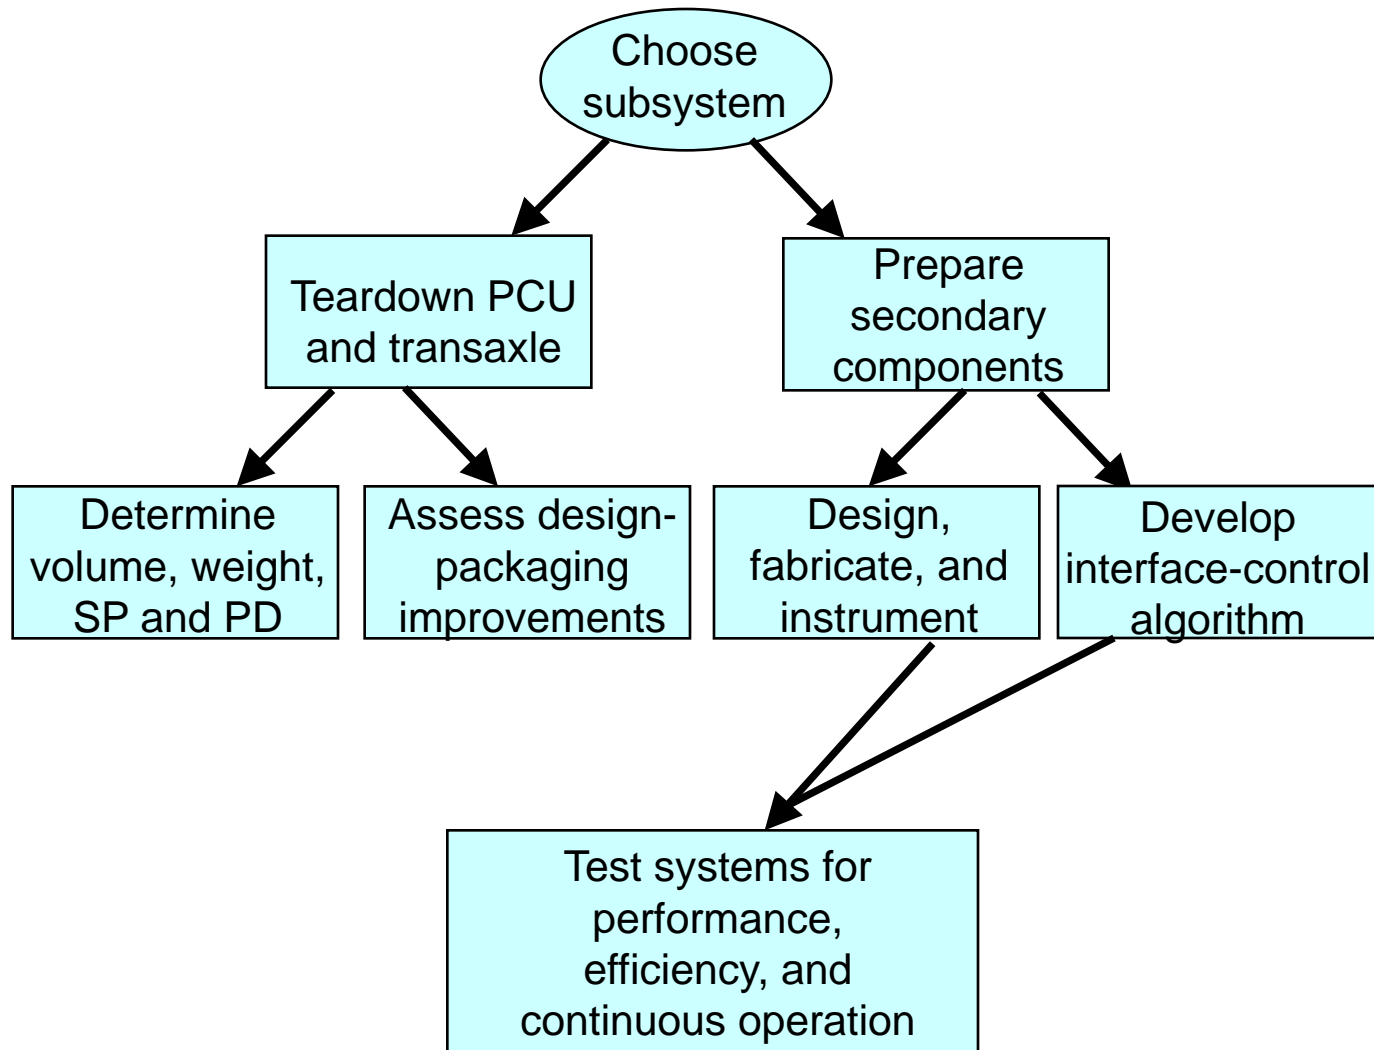 Choose
subsystem
Teardown PCU
and transaxle
Prepare
secondary
components
Determine
volume, weight,
SP and PD
Assess design-
packaging
improvements
Design,
fabricate, and
instrument
Develop
interface-control
algorithm
Test systems for
performance,
efficiency, and
continuous operation